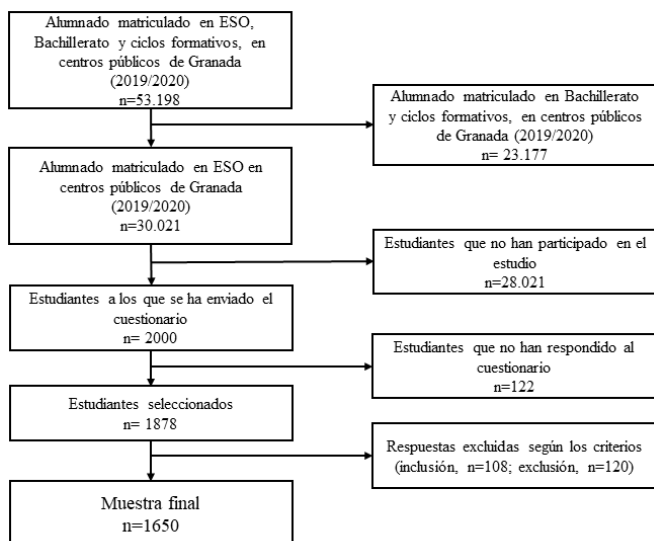 Alumnado matriculado en ESO,
Bachillerato y ciclos formativos, en
centros públicos de Granada
(2019/2020)
n=53.198
Alumnado matriculado en Bachillerato
y ciclos formativos, en centros públicos
de Granada (2019/2020)
n= 23.177
Alumnado matriculado en ESO en
centros públicos de Granada
(2019/2020)
n=30.021
Estudiantes que no han participado en el
estudio
n=28.021
Estudiantes a los que se ha enviado el
cuestionario
n= 2000
Estudiantes que no han respondido al
cuestionario
n=122
Estudiantes seleccionados
n= 1878
Respuestas excluidas según los criterios
(inclusión, n=108; exclusión, n=120)
Muestra final
n=1650